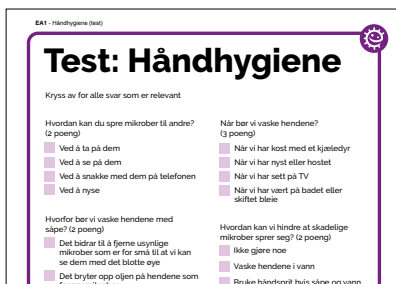 EA1 - Håndhygiene (test)
Test: Håndhygiene
Kryss av for alle svar som er relevant
Hvordan kan du spre mikrober til andre?
(2 poeng)
Ved å ta på dem
Ved å se på dem
Ved å snakke med dem på telefonen
Ved å nyse
Hvorfor bør vi vaske hendene med
såpe? (2 poeng)
Det bidrar til å fjerne usynlige
mikrober som er for små til at vi kan
se dem med det blotte øye
Det bryter opp oljen på hendene som
Når bør vi vaske hendene?
(3 poeng)
Når vi har kost med et kjæledyr
Når vi har nyst eller hostet
Når vi har sett på TV
Når vi har vært på badet eller
skiftet bleie
Hvordan kan vi hindre at skadelige
mikrober sprer seg? (2 poeng)
Ikke gjøre noe
Vaske hendene i vann
Bruke håndsprit hvis såpe og vann